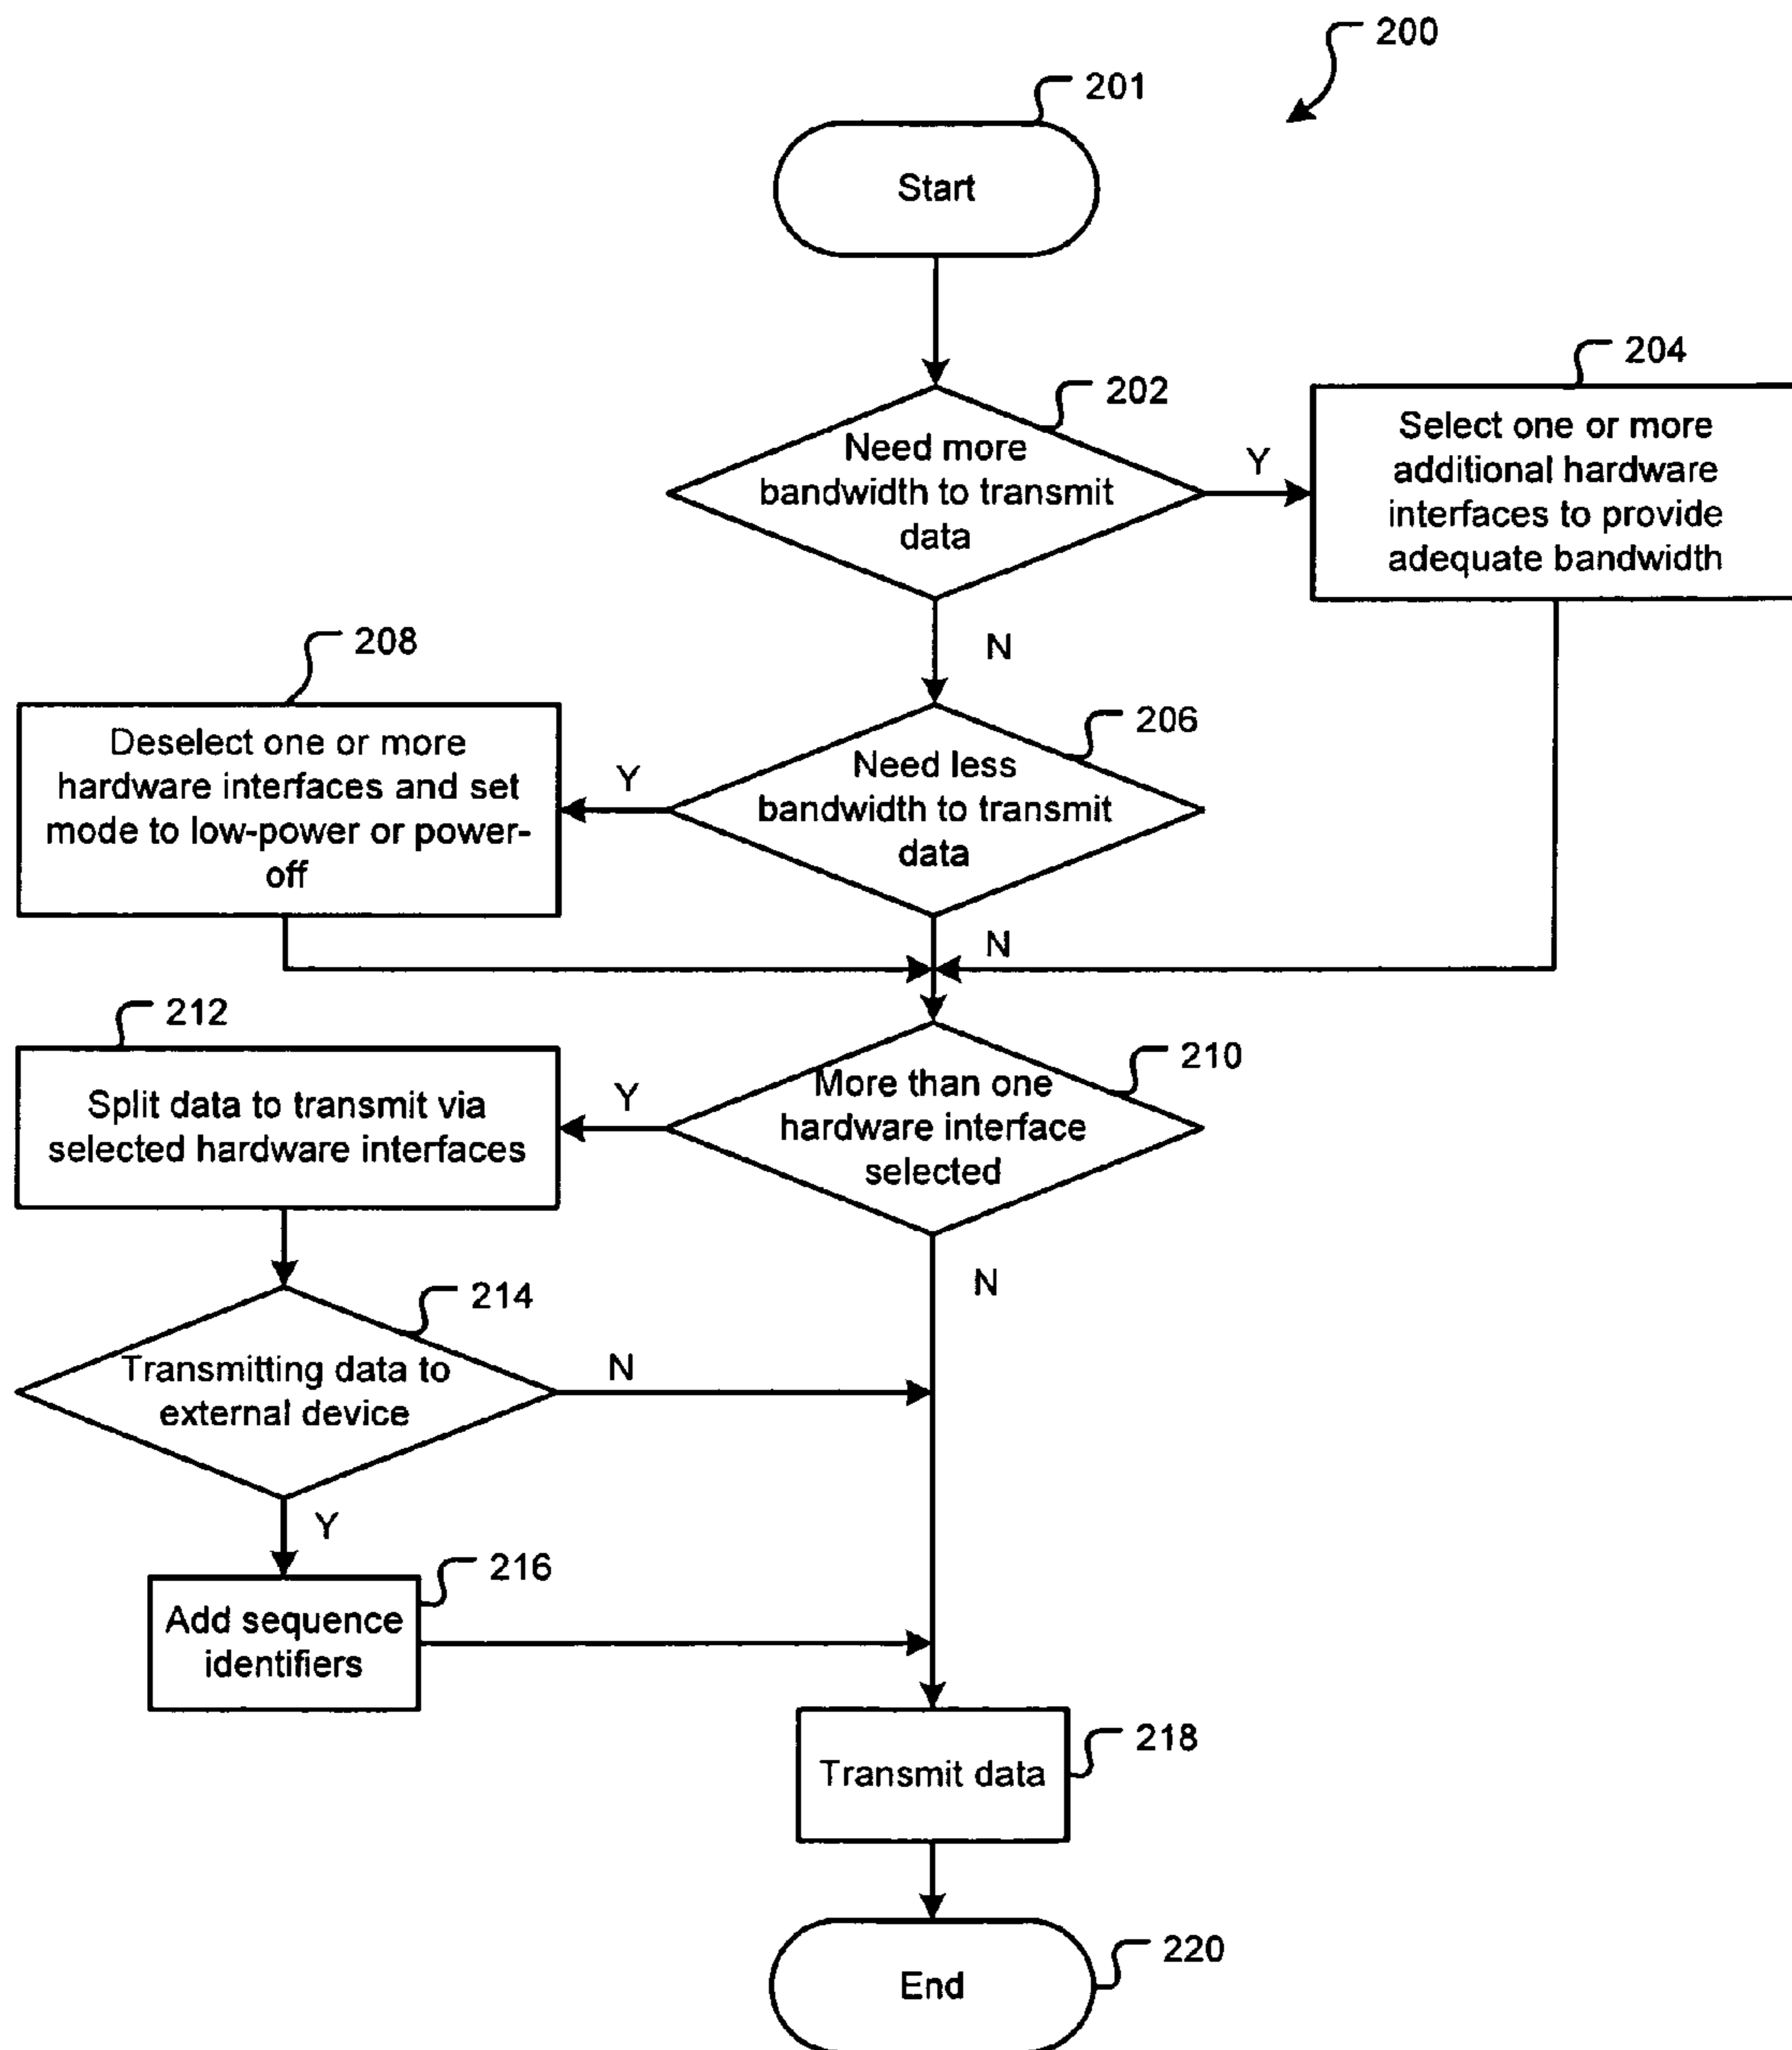 200
201
Start
202
Need more
bandwidth to transmit
data
Y
204
Select one or more
additional hardware
interfaces to provide
adequate bandwidth
N
206
Need less
bandwidth to transmit
data
Y
208
Deselect one or more
hardware interfaces and set
mode to low-power or power-
off
N
210
More than one
hardware interface
selected
Y
212
Split data to transmit via
selected hardware interfaces
N
214
Transmitting data to
external device
N
Y
216
Add sequence
identifiers
218
Transmit data
220
End